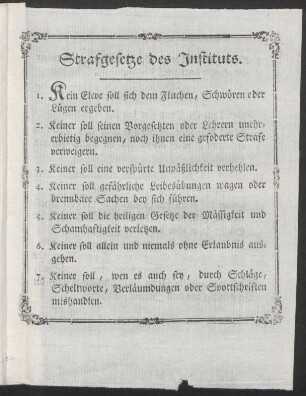 Strafgesetze des Instituts.
1. Kein Eleve soll sich dem Fluchen, Schwören oder
Lügen ergeben.
2. Keiner soll seinen Vorgesetzten oder Lehrern unehr-
erbietig begegnen, noch ihnen eine gefoderte Strafe
verweigern.
3. Keiner soll eine verspürte Unpäßlichkeit verhehlen.
4. Keiner soll gefährliche Leibesübungen wagen oder
brennbare Sachen bey sich führen.
5. Keiner soll die heiligen Gesetze der Mässigkeit und
Schamhaftigkeit verletzen.
6. Keiner soll allein und niemals ohne Erlaubniß aus-
gehen.
7. Keiner soll, wen es auch sey, durch Schläge,
Scheltworte, Verläumdungen oder Spottschriften
mishandlen.